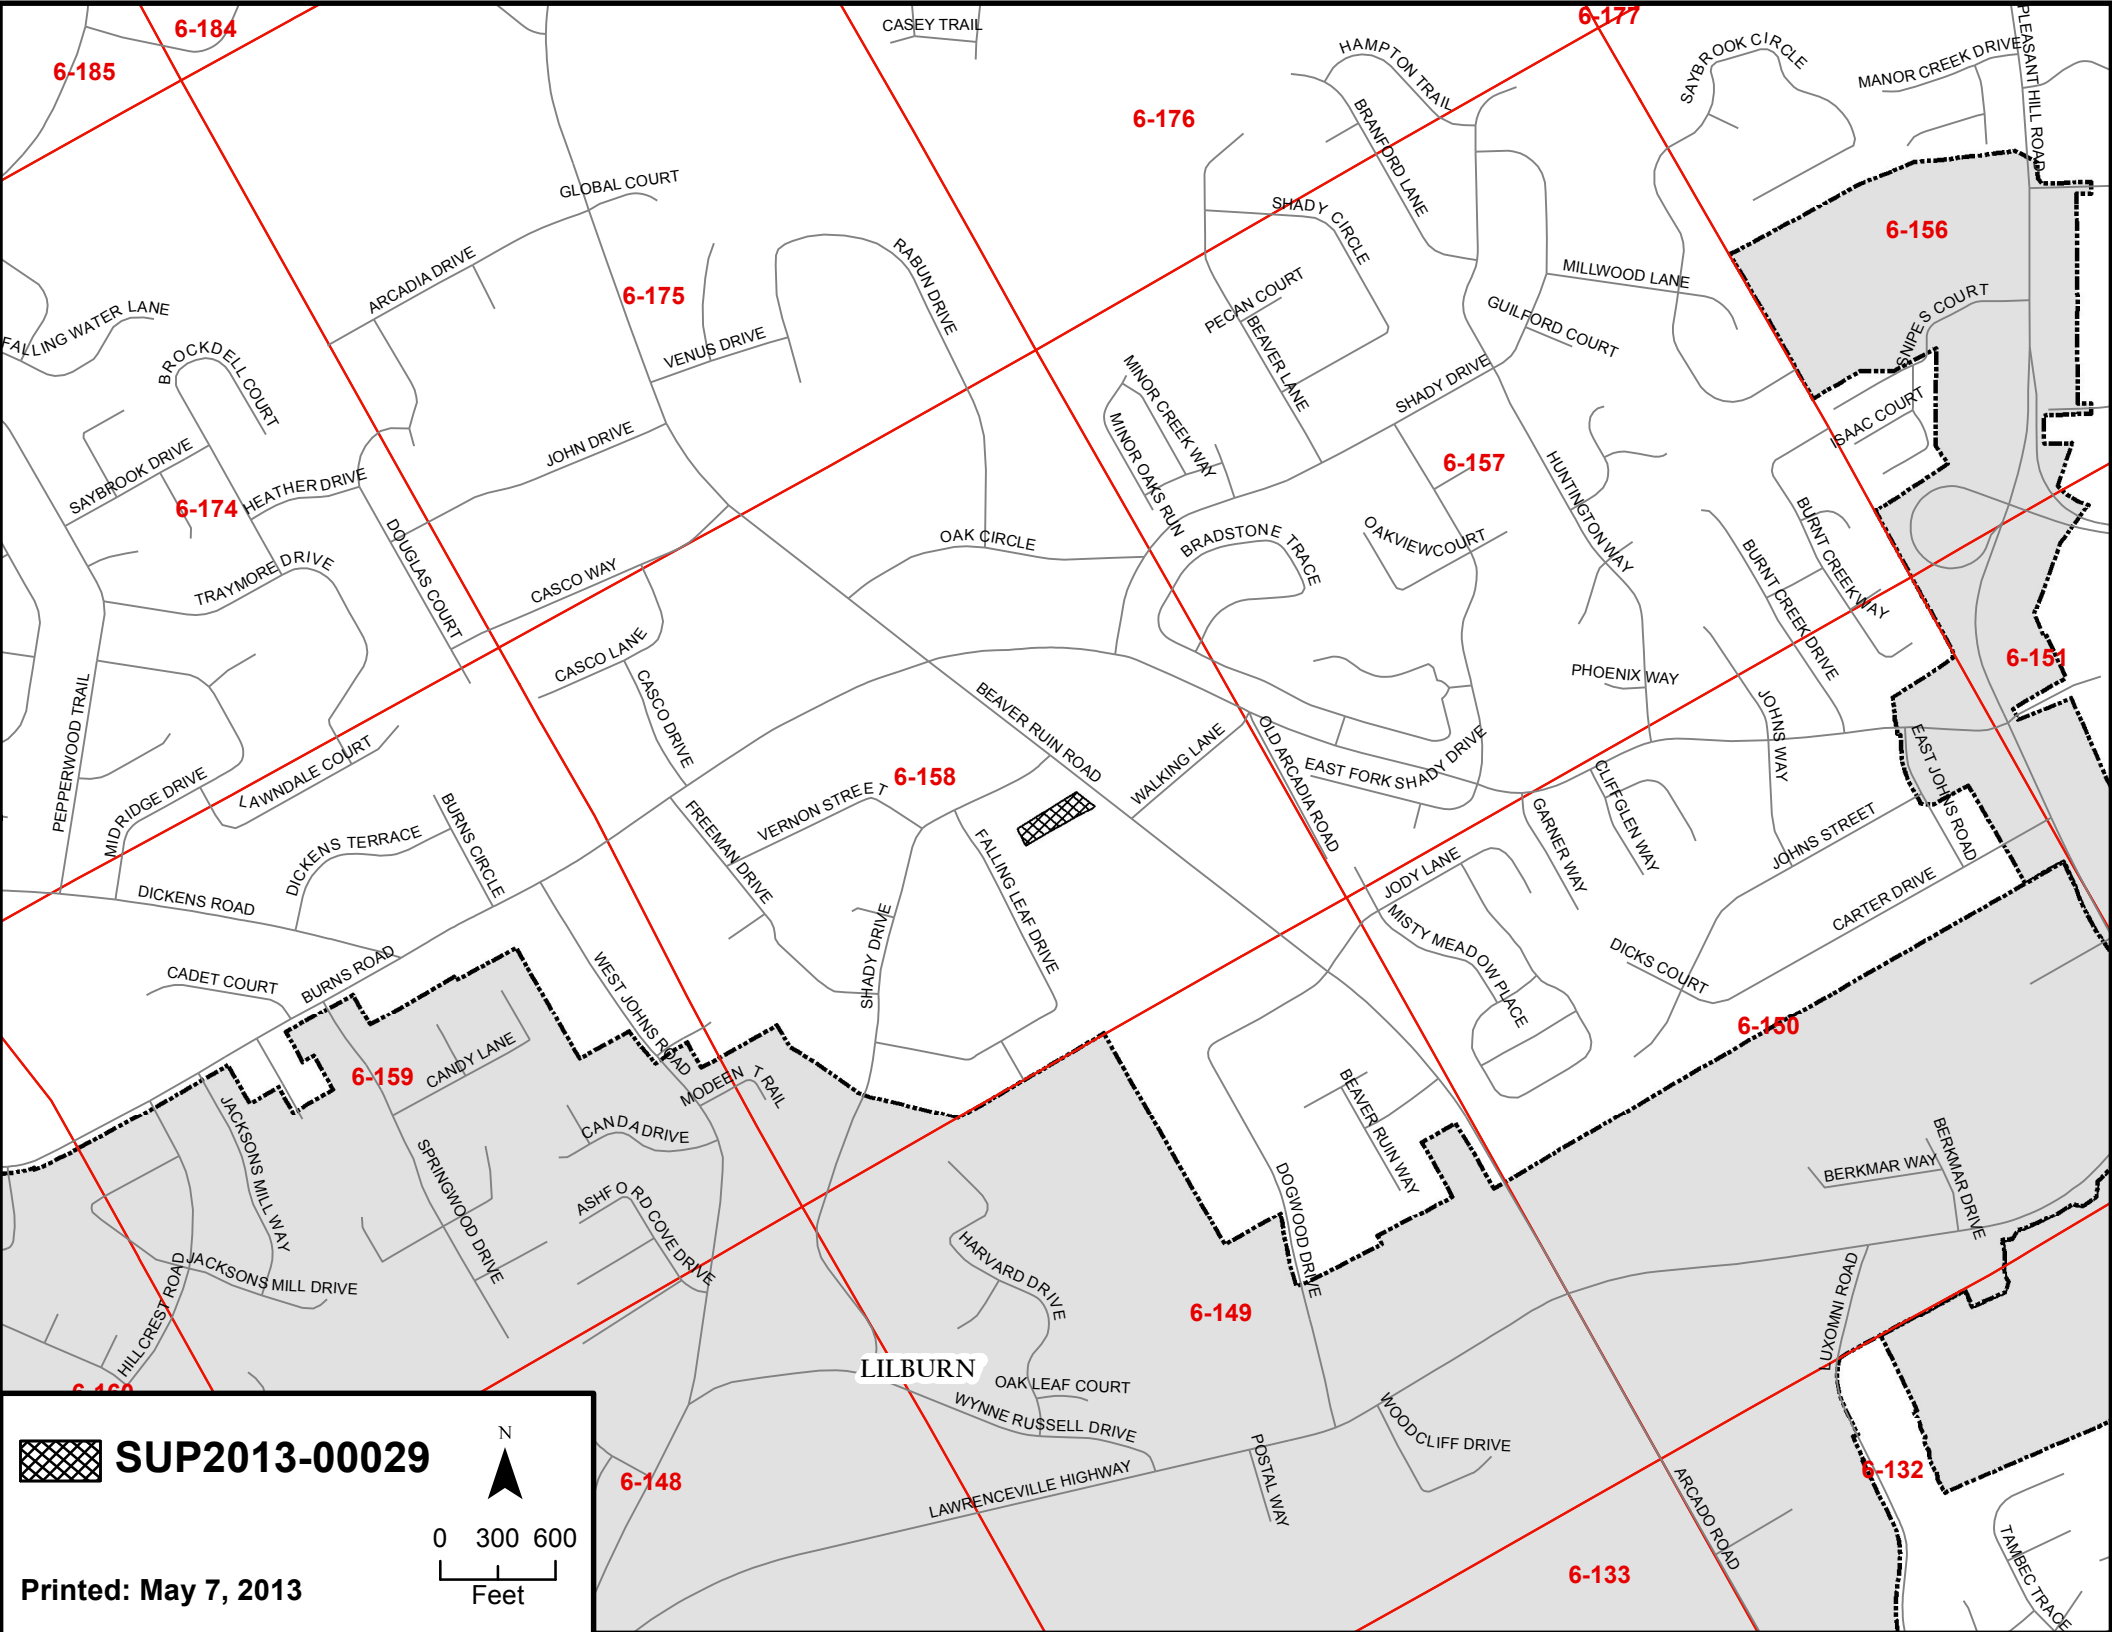 6-184
6-185
CASEY TRAIL
6-177
HAMPTON TRAIL
SAYBROOK CIRCLE
MANOR CREEK DRIVE
PLEASANT HILL ROAD
6-176
BRANFORD LANE
GLOBAL COURT
SHADY CIRCLE
6-156
ARCADIA DRIVE
RABUN DRIVE
6-175
PECAN COURT
MILLWOOD LANE
SNIPES COURT
FALLING WATER LANE
VENUS DRIVE
BEAVER LANE
GUILFORD COURT
BROCKDELL COURT
MINOR CREEK WAY
SHADY DRIVE
ISAAC COURT
SAYBROOK DRIVE
JOHN DRIVE
MINOR OAKS RUN
6-157
HUNTINGTON WAY
6-174
HEATHER DRIVE
DOUGLAS COURT
OAK CIRCLE
BRADSTONE TRACE
OAKVIEW COURT
BURNT CREEK WAY
BURNT CREEK DRIVE
TRAYMORE DRIVE
CASCO WAY
CASCO LANE
CASCO DRIVE
PHOENIX WAY
6-151
PEPPERWOOD TRAIL
BEAVER RUIN ROAD
WALKING LANE
OLD ARCADIA ROAD
EAST FORK SHADY DRIVE
JOHNS WAY
EAST JOHNS ROAD
MIDRIDGE DRIVE
LAWNDALE COURT
6-158
VERNON STREET
FREEMAN DRIVE
FALLING LEAF DRIVE
CLIFFGLEN WAY
GARNER WAY
JOHNS STREET
DICKENS TERRACE
BURNS CIRCLE
JODY LANE
CARTER DRIVE
DICKENS ROAD
SHADY DRIVE
MISTY MEADOW PLACE
DICKS COURT
CADET COURT
BURNS ROAD
WEST JOHNS ROAD
6-150
6-159
CANDY LANE
MODEEN TRAIL
BEAVER RUIN WAY
JACKSONS MILL WAY
CANDA DRIVE
SPRINGWOOD DRIVE
BERKMAR WAY
BERKMAR DRIVE
ASHFORD COVE DRIVE
DOGWOOD DRIVE
HARVARD DRIVE
JACKSONS MILL DRIVE
HILLCREST ROAD
6-149
LUXOMNI ROAD
LILBURN
6-160
OAK LEAF COURT
WYNNE RUSSELL DRIVE
WOODCLIFF DRIVE
POSTAL WAY
LAWRENCEVILLE HIGHWAY
6-148
6-132
ARCADO ROAD
6-133
TAMBEC TRACE
SUP2013-00029
N
0 300 600
Feet
Printed: May 7, 2013